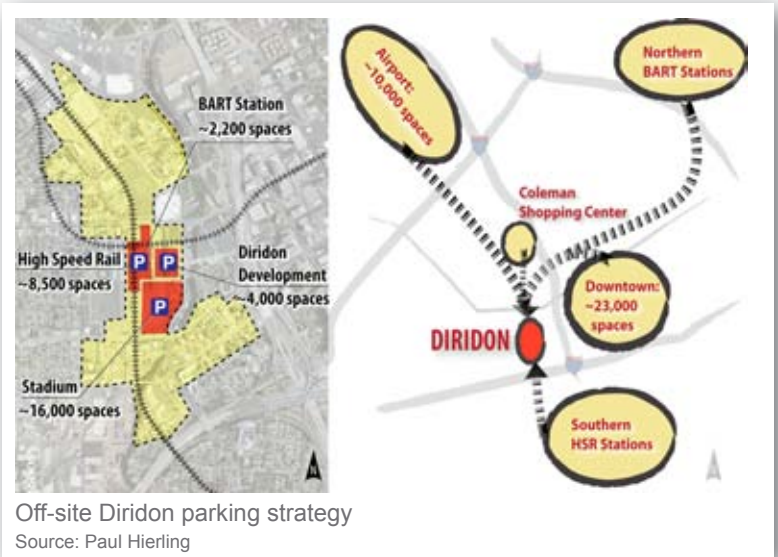 BART Station
~2,200 spaces
High Speed Rail
~8,500 spaces
P
P
P
Diridon
Development
~4,000 spaces
Stadium
~16,000 spaces
N
Airport:
~10,000
spaces
Northern
BART Stations
Coleman
Shopping Center
Downtown:
~23,000
spaces
DIRIDON
Southern
HSR Stations
Off-site Diridon parking strategy
Source: Paul Hierling